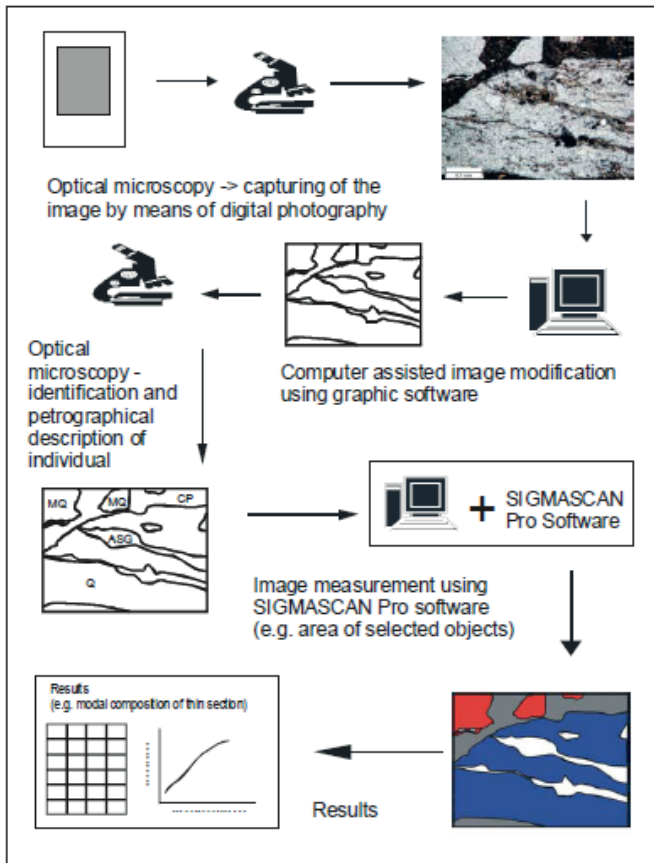 Optical microscopy -> capturing of the
image by means of digital photography
Optical
microscopy -
identification and
petrographical
description of
individual
Computer assisted image modification
using graphic software
MQ
MQ
CP
ASG
Q
+
SIGMASCAN
Pro Software
Image measurement using
SIGMASCAN Pro software
(e.g. area of selected objects)
Results
(e.g. modal composition of thin section)
Results